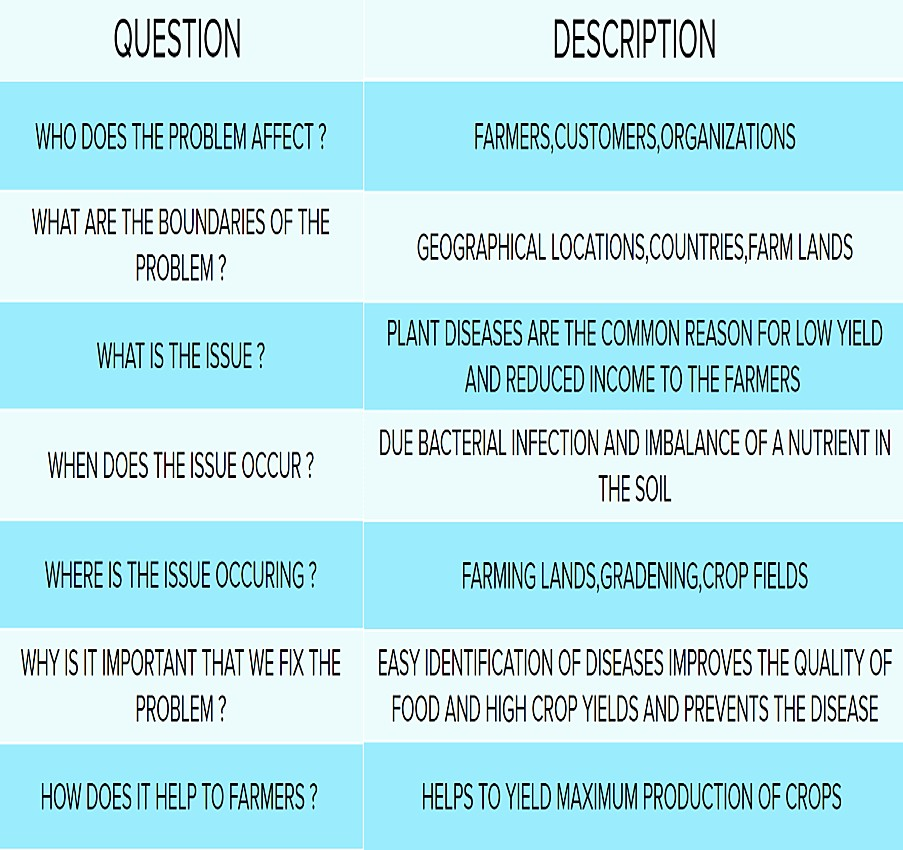 QUESTION
DESCRIPTION
WHO DOES THE PROBLEM AFFECT ?
FARMERS,CUSTOMERS,ORGANIZATIONS
WHAT ARE THE BOUNDARIES OF THE
PROBLEM ?
GEOGRAPHICAL LOCATIONS,COUNTRIES,FARM LANDS
WHAT IS THE ISSUE ?
PLANT DISEASES ARE THE COMMON REASON FOR LOW YIELD
AND REDUCED INCOME TO THE FARMERS
WHEN DOES THE ISSUE OCCUR ?
DUE BACTERIAL INFECTION AND IMBALANCE OF A NUTRIENT IN
THE SOIL
WHERE IS THE ISSUE OCCURING ?
FARMING LANDS,GRADENING,CROP FIELDS
WHY IS IT IMPORTANT THAT WE FIX THE
PROBLEM ?
EASY IDENTIFICATION OF DISEASES IMPROVES THE QUALITY OF
FOOD AND HIGH CROP YIELDS AND PREVENTS THE DISEASE
HOW DOES IT HELP TO FARMERS ?
HELPS TO YIELD MAXIMUM PRODUCTION OF CROPS